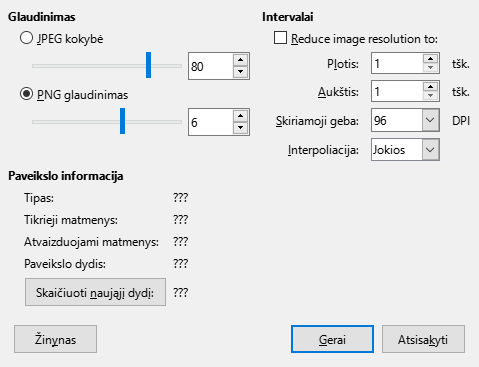 Glaudinimas
JPEG kokybė
80
PNG glaudinimas
6
Intervalai
Reduce image resolution to:
Plotis: 1 tšk.
Aukštis: 1 tšk.
Skiriamoji geba: 96 DPI
Interpoliacija: Jokios
Paveikslo informacija
Tipas: ???
Tikrieji matmenys: ???
Atvaizduojami matmenys: ???
Paveikslo dydis: ???
Skaičiuoti naująjį dydį: ???
Žinynas
Gerai
Atsisakyti